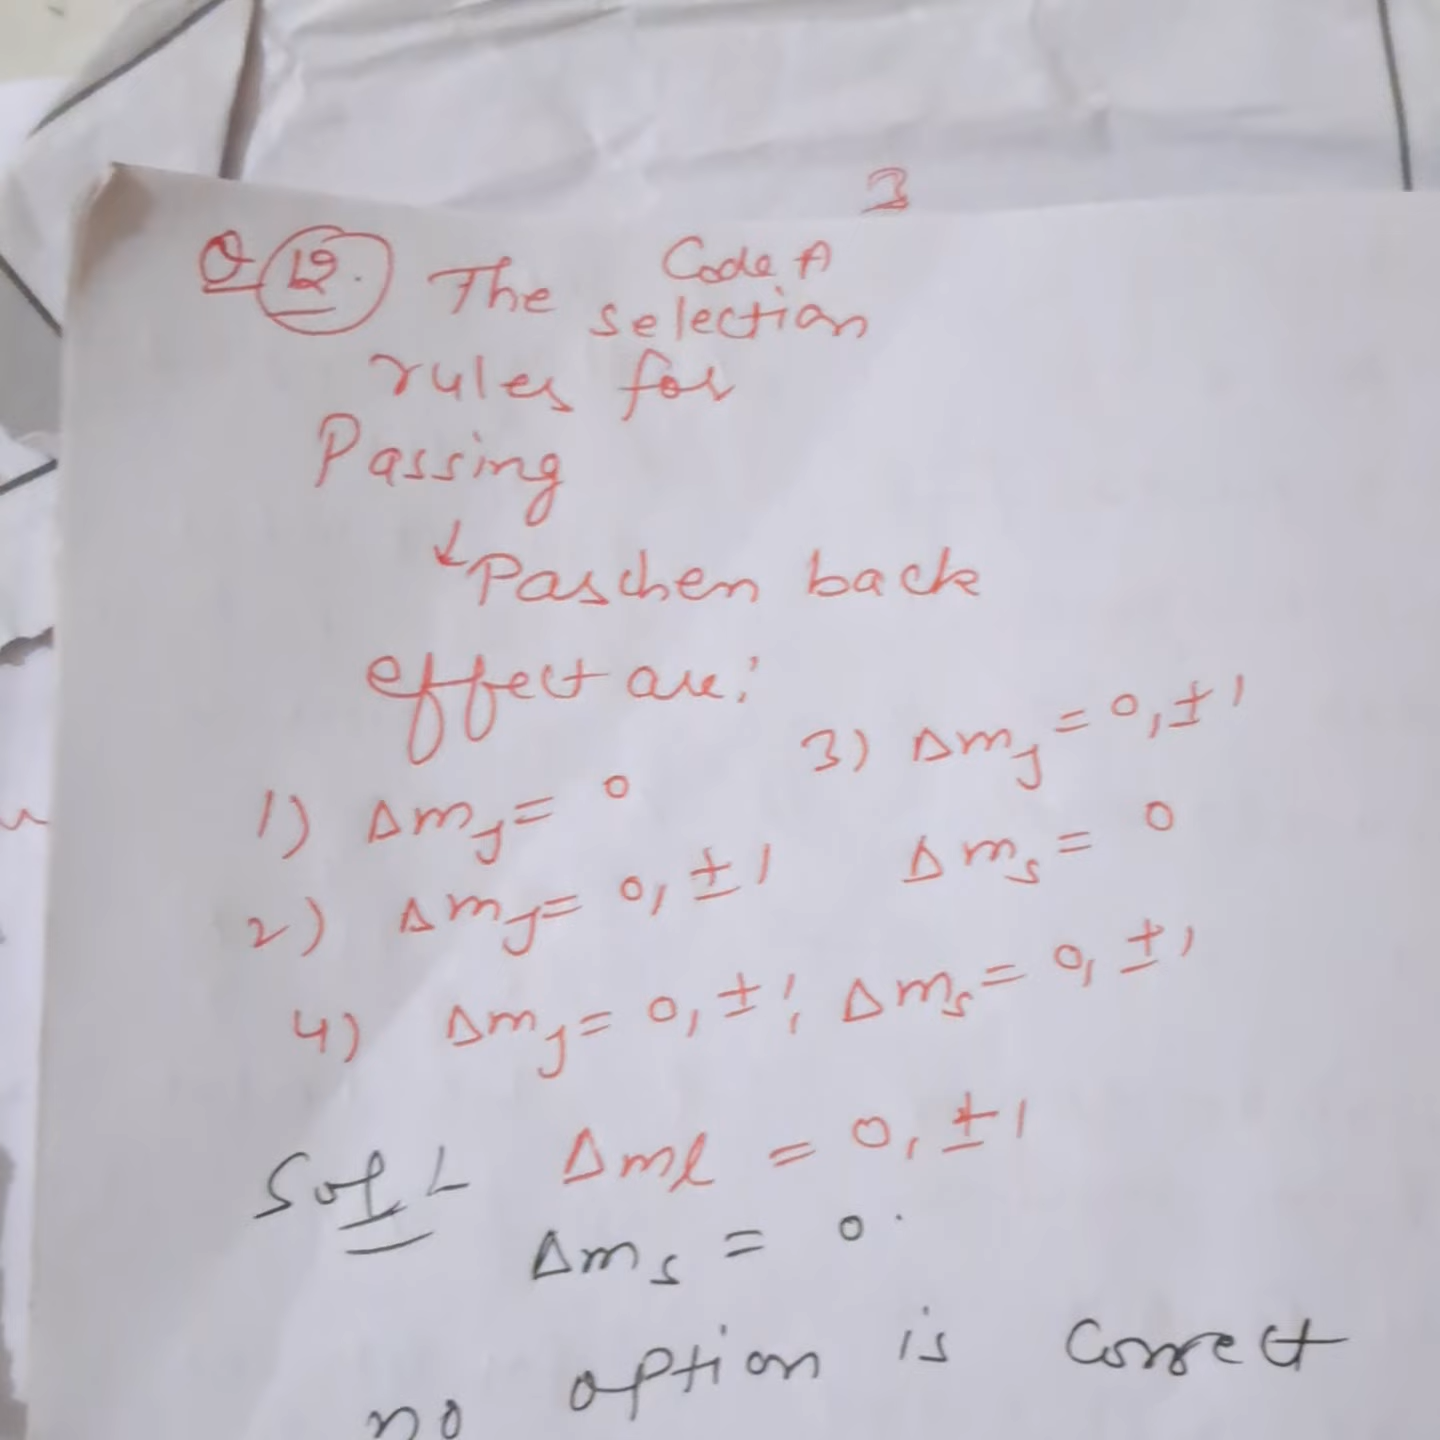 3
Code A
Q 12. The selection
rules for
Passing
Paschen back
effect are:
1) Δmj = 0
3) Δmj = 0, ±1
Δms = 0
2) Δmj = 0, ±1
4) Δmj = 0, ±1; Δms = 0, ±1
Δml = 0, ±1
Δms = 0.
no option is correct